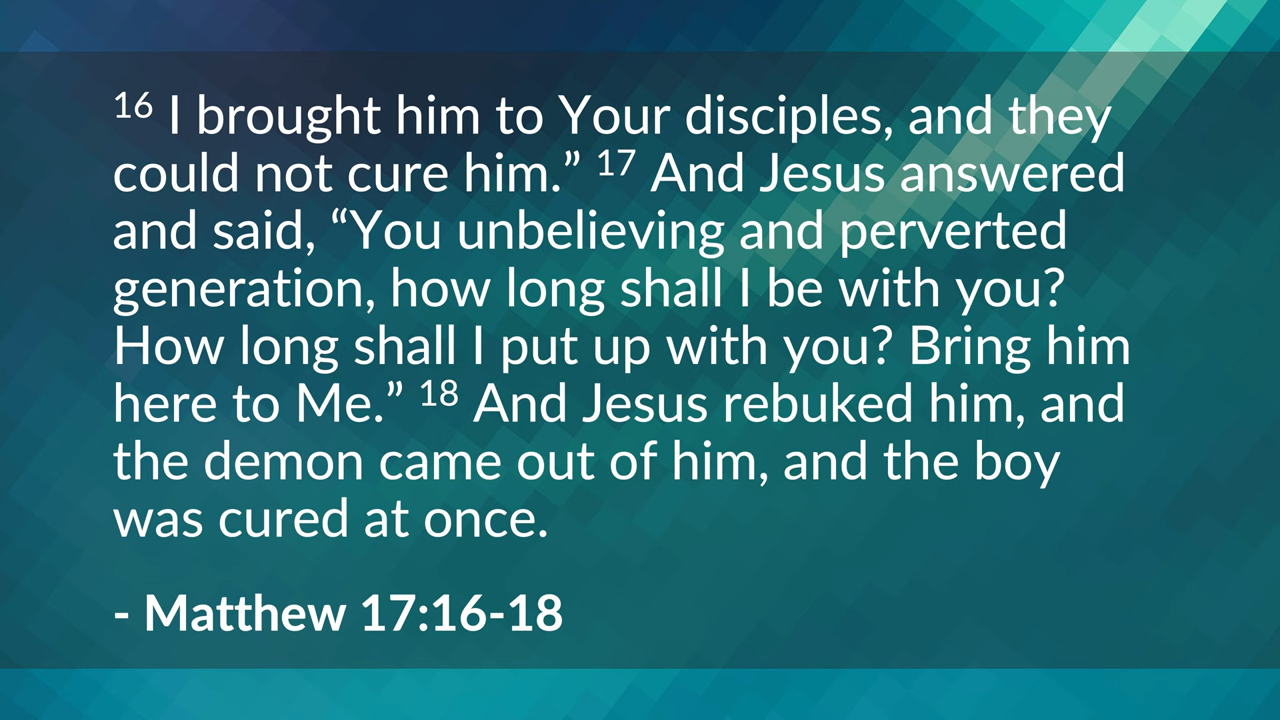 16 I brought him to Your disciples, and they
could not cure him.” 17 And Jesus answered
and said, “You unbelieving and perverted
generation, how long shall I be with you?
How long shall I put up with you? Bring him
here to Me.” 18 And Jesus rebuked him, and
the demon came out of him, and the boy
was cured at once.
- Matthew 17:16-18